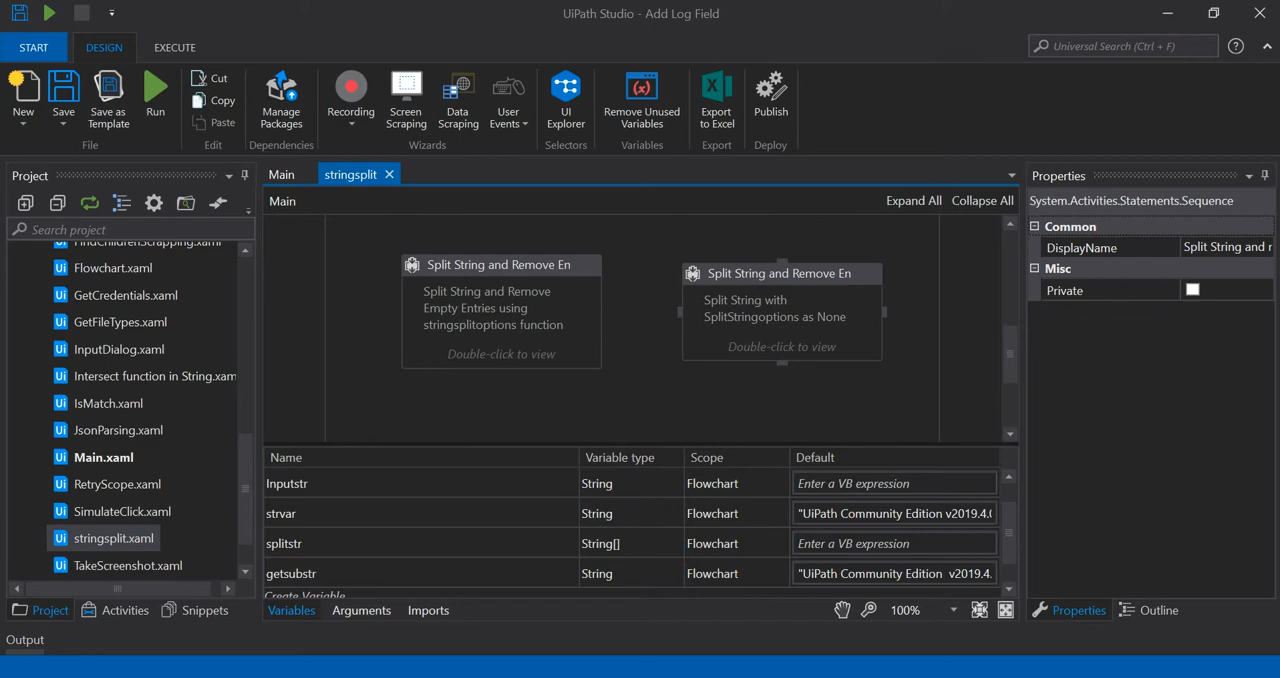 UiPath Studio - Add Log Field
START DESIGN EXECUTE
Universal Search (Ctrl + F)
New
Save
Save as Template
Run
Cut
Copy
Paste
Manage Packages
Recording
Screen Scraping
Data Scraping
User Events
UI Explorer
Remove Unused Variables
Export to Excel
Publish
File Edit Dependencies Wizards Selectors Variables Export Deploy
Project
Search project
FindChildrenScrapping.xaml
Flowchart.xaml
GetCredentials.xaml
GetFileTypes.xaml
InputDialog.xaml
Intersect function in String.xam
IsMatch.xaml
JsonParsing.xaml
Main.xaml
RetryScope.xaml
SimulateClick.xaml
stringsplit.xaml
TakeScreenshot.xaml
Project Activities Snippets
Main stringsplit
Main Expand All Collapse All
Split String and Remove En
Split String and Remove
Empty Entries using
stringsplitoptions function
Double-click to view
Split String and Remove En
Split String with
SplitStringoptions as None
Double-click to view
Name Variable type Scope Default
Inputstr String Flowchart Enter a VB expression
strvar String Flowchart "UiPath Community Edition v2019.4.(
splitstr String[] Flowchart Enter a VB expression
getsubstr String Flowchart "UiPath Community Edition v2019.4.
Create Variable
Variables Arguments Imports 100%
Properties
System.Activities.Statements.Sequence
Common
DisplayName Split String and r
Misc
Private
Properties Outline
Output